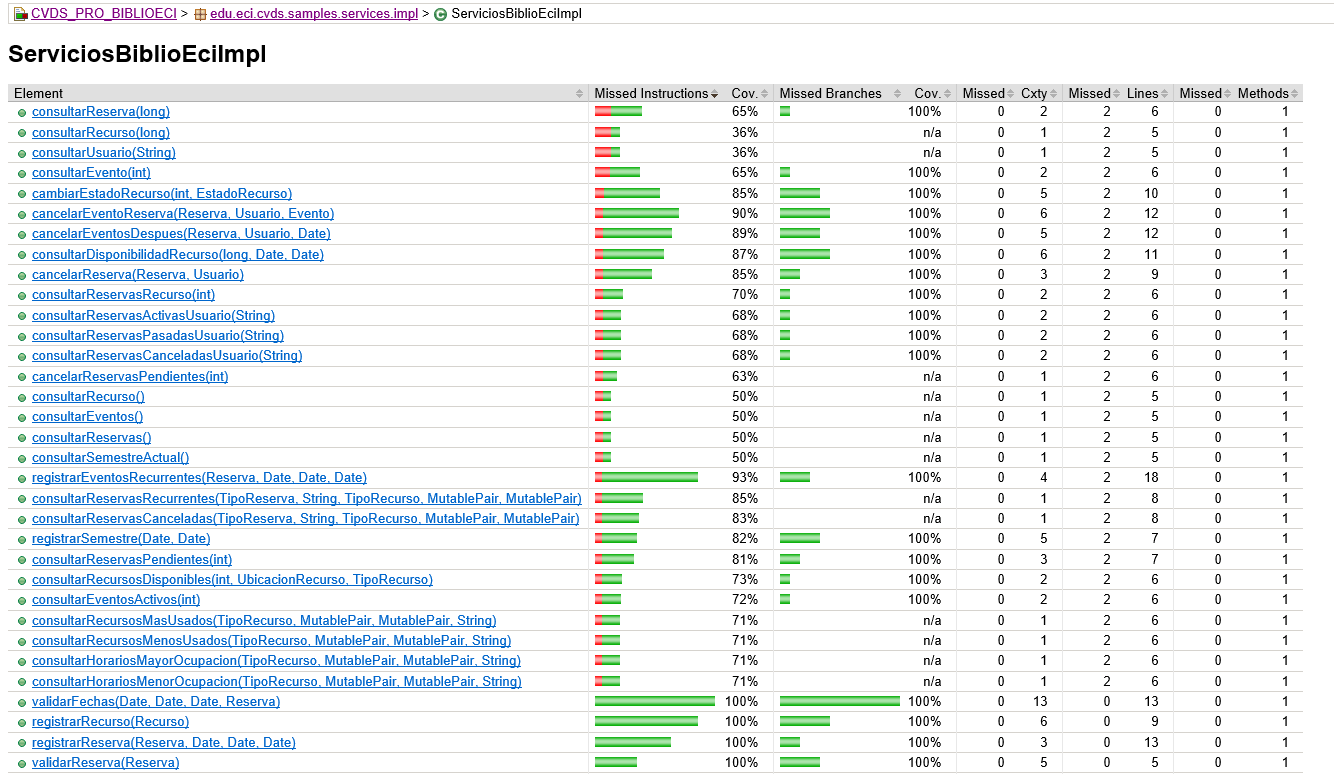 CVDS_PRO_BIBLIOECI > edu.eci.cvds.samples.services.impl > ServiciosBiblioEciImpl
ServiciosBiblioEciImpl
Element Missed Instructions Cov. Missed Branches Cov. Missed Cxty Missed Lines Missed Methods
consultarReserva(long) 65% 100% 0 2 2 6 0 1
consultarRecurso(long) 36% n/a 0 1 2 5 0 1
consultarUsuario(String) 36% n/a 0 1 2 5 0 1
consultarEvento(int) 65% 100% 0 2 2 6 0 1
cambiarEstadoRecurso(int, EstadoRecurso) 85% 100% 0 5 2 10 0 1
cancelarEventoReserva(Reserva, Usuario, Evento) 90% 100% 0 6 2 12 0 1
cancelarEventosDespues(Reserva, Usuario, Date) 89% 100% 0 5 2 12 0 1
consultarDisponibilidadRecurso(long, Date, Date) 87% 100% 0 6 2 11 0 1
cancelarReserva(Reserva, Usuario) 85% 100% 0 3 2 9 0 1
consultarReservasRecurso(int) 70% 100% 0 2 2 6 0 1
consultarReservasActivasUsuario(String) 68% 100% 0 2 2 6 0 1
consultarReservasPasadasUsuario(String) 68% 100% 0 2 2 6 0 1
consultarReservasCanceladasUsuario(String) 68% 100% 0 2 2 6 0 1
cancelarReservasPendientes(int) 63% n/a 0 1 2 6 0 1
consultarRecurso() 50% n/a 0 1 2 5 0 1
consultarEventos() 50% n/a 0 1 2 5 0 1
consultarReservas() 50% n/a 0 1 2 5 0 1
consultarSemestreActual() 50% n/a 0 1 2 5 0 1
registrarEventosRecurrentes(Reserva, Date, Date, Date) 93% 100% 0 4 2 18 0 1
consultarReservasRecurrentes(TipoReserva, String, TipoRecurso, MutablePair, MutablePair) 85% n/a 0 1 2 8 0 1
consultarReservasCanceladas(TipoReserva, String, TipoRecurso, MutablePair, MutablePair) 83% n/a 0 1 2 8 0 1
registrarSemestre(Date, Date) 82% 100% 0 5 2 7 0 1
consultarReservasPendientes(int) 81% 100% 0 3 2 7 0 1
consultarRecursosDisponibles(int, UbicacionRecurso, TipoRecurso) 73% 100% 0 2 2 6 0 1
consultarEventosActivos(int) 72% 100% 0 2 2 6 0 1
consultarRecursosMasUsados(TipoRecurso, MutablePair, MutablePair, String) 71% n/a 0 1 2 6 0 1
consultarRecursosMenosUsados(TipoRecurso, MutablePair, MutablePair, String) 71% n/a 0 1 2 6 0 1
consultarHorariosMayorOcupacion(TipoRecurso, MutablePair, MutablePair, String) 71% n/a 0 1 2 6 0 1
consultarHorariosMenorOcupacion(TipoRecurso, MutablePair, MutablePair, String) 71% n/a 0 1 2 6 0 1
validarFechas(Date, Date, Date, Reserva) 100% 100% 0 13 0 13 0 1
registrarRecurso(Recurso) 100% 100% 0 6 0 9 0 1
registrarReserva(Reserva, Date, Date, Date) 100% 100% 0 3 0 13 0 1
validarReserva(Reserva) 100% 100% 0 5 0 5 0 1